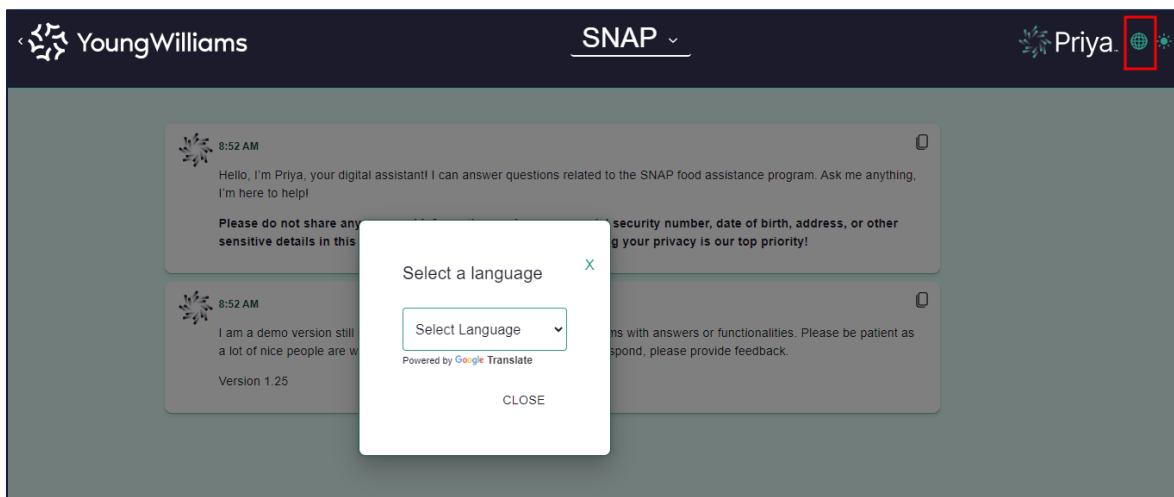 YoungWilliams
SNAP
Priya.
8:52 AM
Hello, I'm Priya, your digital assistant! I can answer questions related to the SNAP food assistance program. Ask me anything,
I'm here to help!
Please do not share any security number, date of birth, address, or other
sensitive details in this your privacy is our top priority!
Select a language
X
Select Language
Powered by Google Translate
CLOSE
8:52 AM
I am a demo version still with answers or functionalities. Please be patient as
a lot of nice people are please provide feedback.
Version 1.25